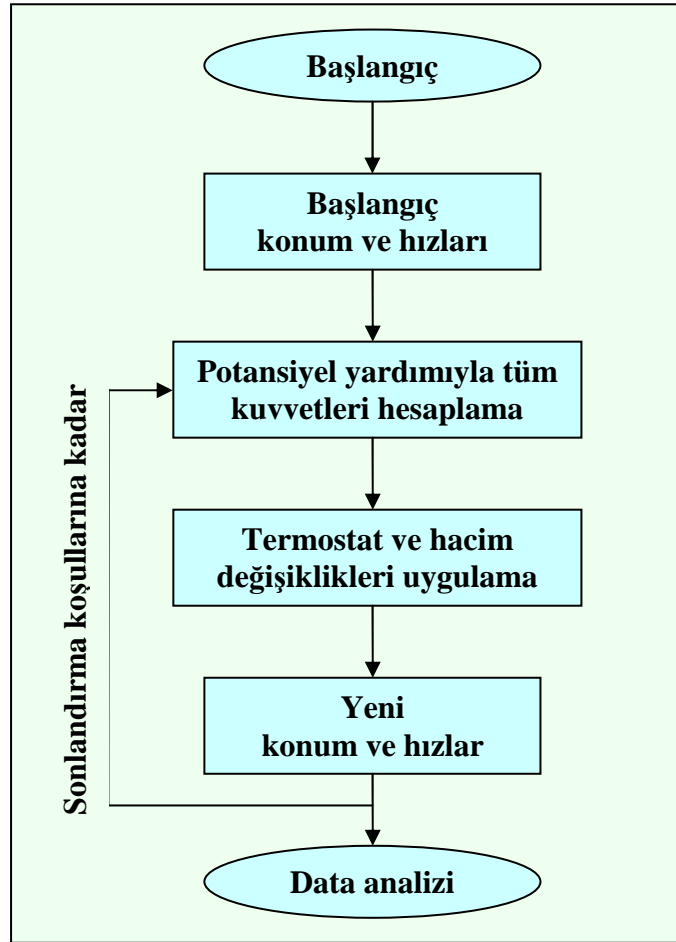 Başlangıç
Başlangıç
konum ve hızları
Potansiyel yardımıyla tüm
kuvvetleri hesaplama
Sonlandırma koşullarına kadar
Termostat ve hacim
değişiklikleri uygulama
Yeni
konum ve hızlar
Data analizi